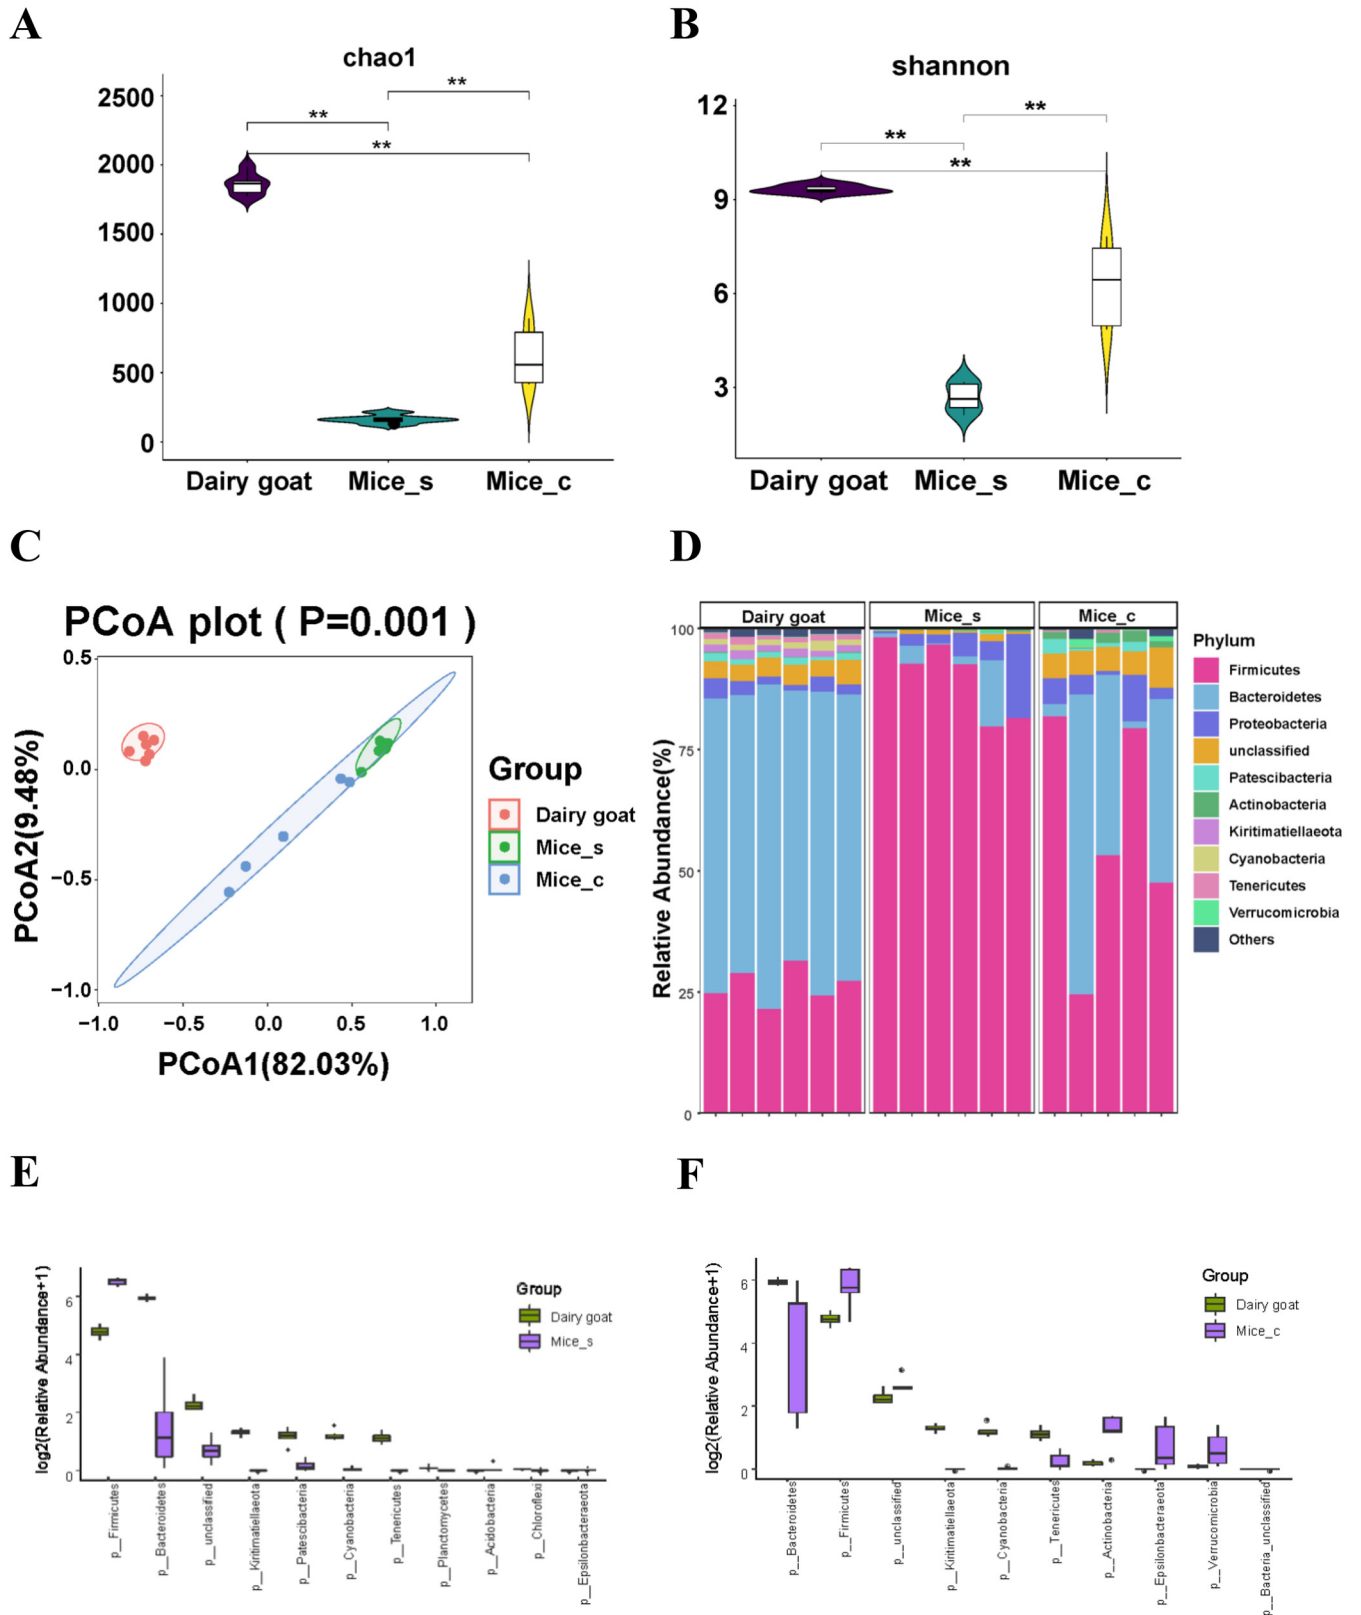 A
chao1
2500
2000
1500
1000
500
0
**
**
**
Dairy goat
Mice_s
Mice_c
B
shannon
12
9
6
3
**
**
**
Dairy goat
Mice_s
Mice_c
C
PCoA plot ( P=0.001 )
PCoA2(9.48%)
0.5
0.0
−0.5
−1.0
−1.0
−0.5
0.0
0.5
1.0
PCoA1(82.03%)
Group
Dairy goat
Mice_s
Mice_c
D
Relative Abundance(%)
100
75
50
25
0
Dairy goat
Mice_s
Mice_c
Phylum
Firmicutes
Bacteroidetes
Proteobacteria
unclassified
Patescibacteria
Actinobacteria
Kiritimatiellaeota
Cyanobacteria
Tenericutes
Verrucomicrobia
Others
E
log2(Relative Abundance+1)
6
4
2
0
Group
Dairy goat
Mice_s
p__Firmicutes
p__Bacteroidetes
p__unclassified
p__Kiritimatiellaeota
p__Patescibacteria
p__Cyanobacteria
p__Tenericutes
p__Planctomycetes
p__Acidobacteria
p__Chloroflexi
p__Epsilonbacteraeota
F
log2(Relative Abundance+1)
6
4
2
0
Group
Dairy goat
Mice_c
p__Bacteroidetes
p__Firmicutes
p__unclassified
p__Kiritimatiellaeota
p__Cyanobacteria
p__Tenericutes
p__Actinobacteria
p__Epsilonbacteraeota
p__Verrucomicrobia
p__Bacteria_unclassified